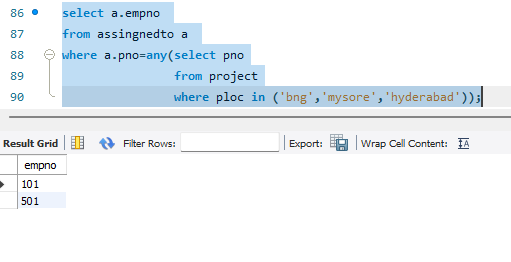 86 select a.empno
87 from assingnedto a
88 where a.pno=any(select pno
89 from project
90 where ploc in ('bng','mysore','hyderabad'));
Result Grid Filter Rows: Export: Wrap Cell Content:
empno
101
501